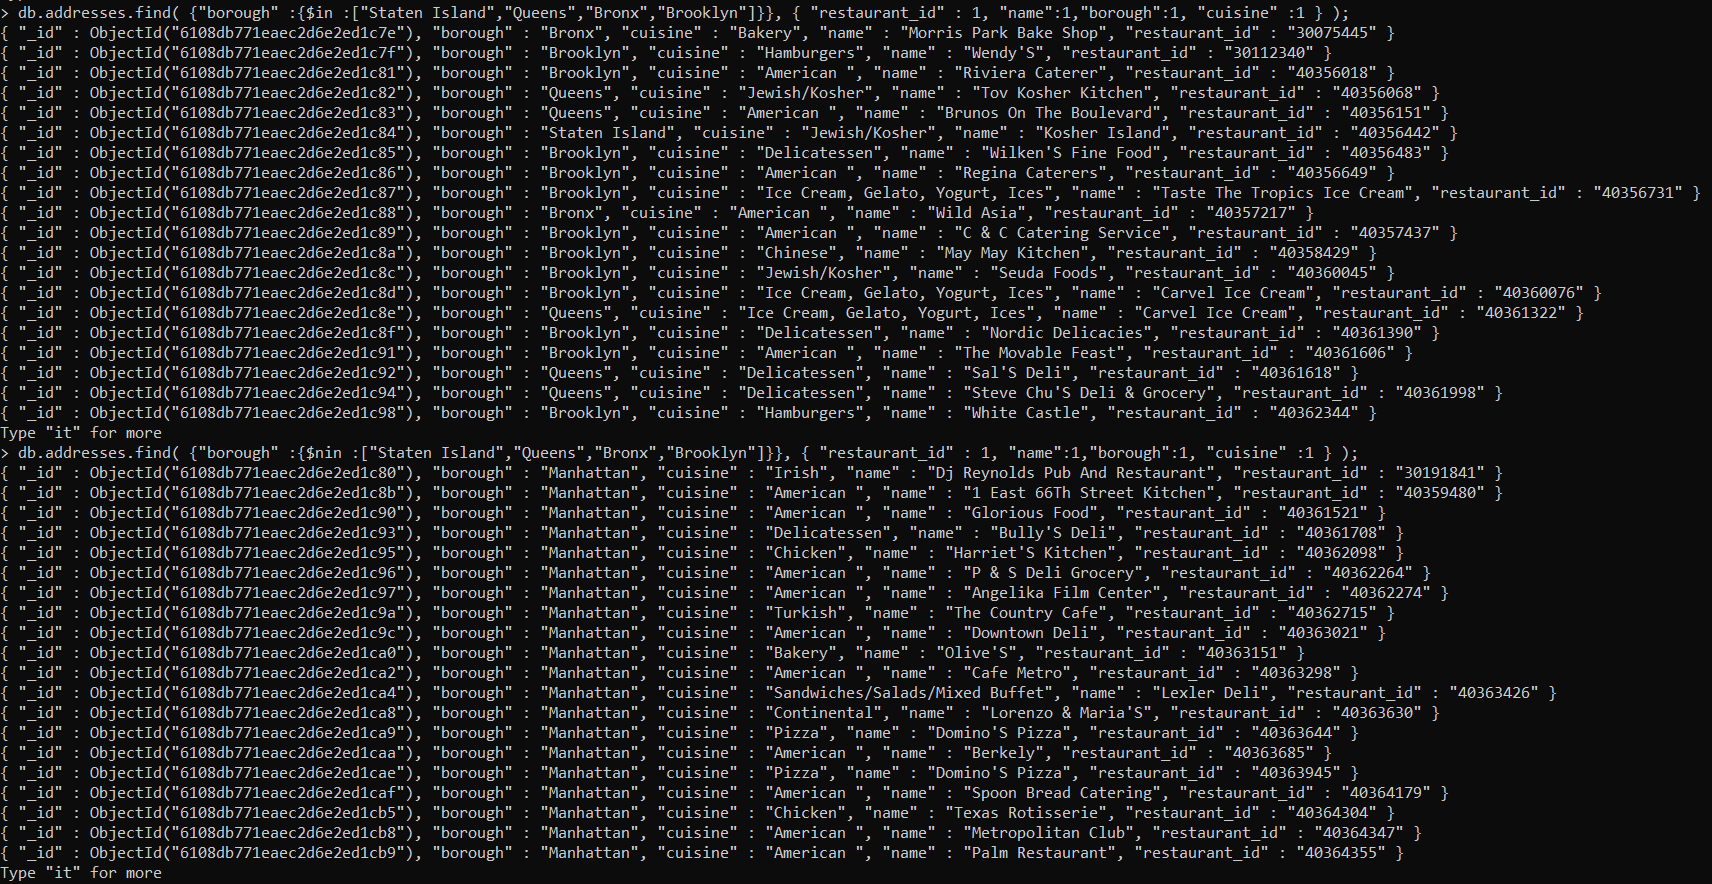 > db.addresses.find( {"borough" :{$in :["Staten Island","Queens","Bronx","Brooklyn"]}}, { "restaurant_id" : 1, "name":1,"borough":1, "cuisine" :1 } );
{ "_id" : ObjectId("6108db771eaec2d6e2ed1c7e"), "borough" : "Bronx", "cuisine" : "Bakery", "name" : "Morris Park Bake Shop", "restaurant_id" : "30075445" }
{ "_id" : ObjectId("6108db771eaec2d6e2ed1c7f"), "borough" : "Brooklyn", "cuisine" : "Hamburgers", "name" : "Wendy'S", "restaurant_id" : "30112340" }
{ "_id" : ObjectId("6108db771eaec2d6e2ed1c81"), "borough" : "Brooklyn", "cuisine" : "American ", "name" : "Riviera Caterer", "restaurant_id" : "40356018" }
{ "_id" : ObjectId("6108db771eaec2d6e2ed1c82"), "borough" : "Queens", "cuisine" : "Jewish/Kosher", "name" : "Tov Kosher Kitchen", "restaurant_id" : "40356068" }
{ "_id" : ObjectId("6108db771eaec2d6e2ed1c83"), "borough" : "Queens", "cuisine" : "American ", "name" : "Brunos On The Boulevard", "restaurant_id" : "40356151" }
{ "_id" : ObjectId("6108db771eaec2d6e2ed1c84"), "borough" : "Staten Island", "cuisine" : "Jewish/Kosher", "name" : "Kosher Island", "restaurant_id" : "40356442" }
{ "_id" : ObjectId("6108db771eaec2d6e2ed1c85"), "borough" : "Brooklyn", "cuisine" : "Delicatessen", "name" : "Wilken'S Fine Food", "restaurant_id" : "40356483" }
{ "_id" : ObjectId("6108db771eaec2d6e2ed1c86"), "borough" : "Brooklyn", "cuisine" : "American ", "name" : "Regina Caterers", "restaurant_id" : "40356649" }
{ "_id" : ObjectId("6108db771eaec2d6e2ed1c87"), "borough" : "Brooklyn", "cuisine" : "Ice Cream, Gelato, Yogurt, Ices", "name" : "Taste The Tropics Ice Cream", "restaurant_id" : "40356731" }
{ "_id" : ObjectId("6108db771eaec2d6e2ed1c88"), "borough" : "Bronx", "cuisine" : "American ", "name" : "Wild Asia", "restaurant_id" : "40357217" }
{ "_id" : ObjectId("6108db771eaec2d6e2ed1c89"), "borough" : "Brooklyn", "cuisine" : "American ", "name" : "C & C Catering Service", "restaurant_id" : "40357437" }
{ "_id" : ObjectId("6108db771eaec2d6e2ed1c8a"), "borough" : "Brooklyn", "cuisine" : "Chinese", "name" : "May May Kitchen", "restaurant_id" : "40358429" }
{ "_id" : ObjectId("6108db771eaec2d6e2ed1c8c"), "borough" : "Brooklyn", "cuisine" : "Jewish/Kosher", "name" : "Seuda Foods", "restaurant_id" : "40360045" }
{ "_id" : ObjectId("6108db771eaec2d6e2ed1c8d"), "borough" : "Brooklyn", "cuisine" : "Ice Cream, Gelato, Yogurt, Ices", "name" : "Carvel Ice Cream", "restaurant_id" : "40360076" }
{ "_id" : ObjectId("6108db771eaec2d6e2ed1c8e"), "borough" : "Queens", "cuisine" : "Ice Cream, Gelato, Yogurt, Ices", "name" : "Carvel Ice Cream", "restaurant_id" : "40361322" }
{ "_id" : ObjectId("6108db771eaec2d6e2ed1c8f"), "borough" : "Brooklyn", "cuisine" : "Delicatessen", "name" : "Nordic Delicacies", "restaurant_id" : "40361390" }
{ "_id" : ObjectId("6108db771eaec2d6e2ed1c91"), "borough" : "Brooklyn", "cuisine" : "American ", "name" : "The Movable Feast", "restaurant_id" : "40361606" }
{ "_id" : ObjectId("6108db771eaec2d6e2ed1c92"), "borough" : "Queens", "cuisine" : "Delicatessen", "name" : "Sal'S Deli", "restaurant_id" : "40361618" }
{ "_id" : ObjectId("6108db771eaec2d6e2ed1c94"), "borough" : "Queens", "cuisine" : "Delicatessen", "name" : "Steve Chu'S Deli & Grocery", "restaurant_id" : "40361998" }
{ "_id" : ObjectId("6108db771eaec2d6e2ed1c98"), "borough" : "Brooklyn", "cuisine" : "Hamburgers", "name" : "White Castle", "restaurant_id" : "40362344" }
Type "it" for more
> db.addresses.find( {"borough" :{$nin :["Staten Island","Queens","Bronx","Brooklyn"]}}, { "restaurant_id" : 1, "name":1,"borough":1, "cuisine" :1 } );
{ "_id" : ObjectId("6108db771eaec2d6e2ed1c80"), "borough" : "Manhattan", "cuisine" : "Irish", "name" : "Dj Reynolds Pub And Restaurant", "restaurant_id" : "30191841" }
{ "_id" : ObjectId("6108db771eaec2d6e2ed1c8b"), "borough" : "Manhattan", "cuisine" : "American ", "name" : "1 East 66Th Street Kitchen", "restaurant_id" : "40359480" }
{ "_id" : ObjectId("6108db771eaec2d6e2ed1c90"), "borough" : "Manhattan", "cuisine" : "American ", "name" : "Glorious Food", "restaurant_id" : "40361521" }
{ "_id" : ObjectId("6108db771eaec2d6e2ed1c93"), "borough" : "Manhattan", "cuisine" : "Delicatessen", "name" : "Bully'S Deli", "restaurant_id" : "40361708" }
{ "_id" : ObjectId("6108db771eaec2d6e2ed1c95"), "borough" : "Manhattan", "cuisine" : "Chicken", "name" : "Harriet'S Kitchen", "restaurant_id" : "40362098" }
{ "_id" : ObjectId("6108db771eaec2d6e2ed1c96"), "borough" : "Manhattan", "cuisine" : "American ", "name" : "P & S Deli Grocery", "restaurant_id" : "40362264" }
{ "_id" : ObjectId("6108db771eaec2d6e2ed1c97"), "borough" : "Manhattan", "cuisine" : "American ", "name" : "Angelika Film Center", "restaurant_id" : "40362274" }
{ "_id" : ObjectId("6108db771eaec2d6e2ed1c9a"), "borough" : "Manhattan", "cuisine" : "Turkish", "name" : "The Country Cafe", "restaurant_id" : "40362715" }
{ "_id" : ObjectId("6108db771eaec2d6e2ed1c9c"), "borough" : "Manhattan", "cuisine" : "American ", "name" : "Downtown Deli", "restaurant_id" : "40363021" }
{ "_id" : ObjectId("6108db771eaec2d6e2ed1ca0"), "borough" : "Manhattan", "cuisine" : "Bakery", "name" : "Olive'S", "restaurant_id" : "40363151" }
{ "_id" : ObjectId("6108db771eaec2d6e2ed1ca2"), "borough" : "Manhattan", "cuisine" : "American ", "name" : "Cafe Metro", "restaurant_id" : "40363298" }
{ "_id" : ObjectId("6108db771eaec2d6e2ed1ca4"), "borough" : "Manhattan", "cuisine" : "Sandwiches/Salads/Mixed Buffet", "name" : "Lexler Deli", "restaurant_id" : "40363426" }
{ "_id" : ObjectId("6108db771eaec2d6e2ed1ca8"), "borough" : "Manhattan", "cuisine" : "Continental", "name" : "Lorenzo & Maria'S", "restaurant_id" : "40363630" }
{ "_id" : ObjectId("6108db771eaec2d6e2ed1ca9"), "borough" : "Manhattan", "cuisine" : "Pizza", "name" : "Domino'S Pizza", "restaurant_id" : "40363644" }
{ "_id" : ObjectId("6108db771eaec2d6e2ed1caa"), "borough" : "Manhattan", "cuisine" : "American ", "name" : "Berkely", "restaurant_id" : "40363685" }
{ "_id" : ObjectId("6108db771eaec2d6e2ed1cae"), "borough" : "Manhattan", "cuisine" : "Pizza", "name" : "Domino'S Pizza", "restaurant_id" : "40363945" }
{ "_id" : ObjectId("6108db771eaec2d6e2ed1caf"), "borough" : "Manhattan", "cuisine" : "American ", "name" : "Spoon Bread Catering", "restaurant_id" : "40364179" }
{ "_id" : ObjectId("6108db771eaec2d6e2ed1cb5"), "borough" : "Manhattan", "cuisine" : "Chicken", "name" : "Texas Rotisserie", "restaurant_id" : "40364304" }
{ "_id" : ObjectId("6108db771eaec2d6e2ed1cb8"), "borough" : "Manhattan", "cuisine" : "American ", "name" : "Metropolitan Club", "restaurant_id" : "40364347" }
{ "_id" : ObjectId("6108db771eaec2d6e2ed1cb9"), "borough" : "Manhattan", "cuisine" : "American ", "name" : "Palm Restaurant", "restaurant_id" : "40364355" }
Type "it" for more